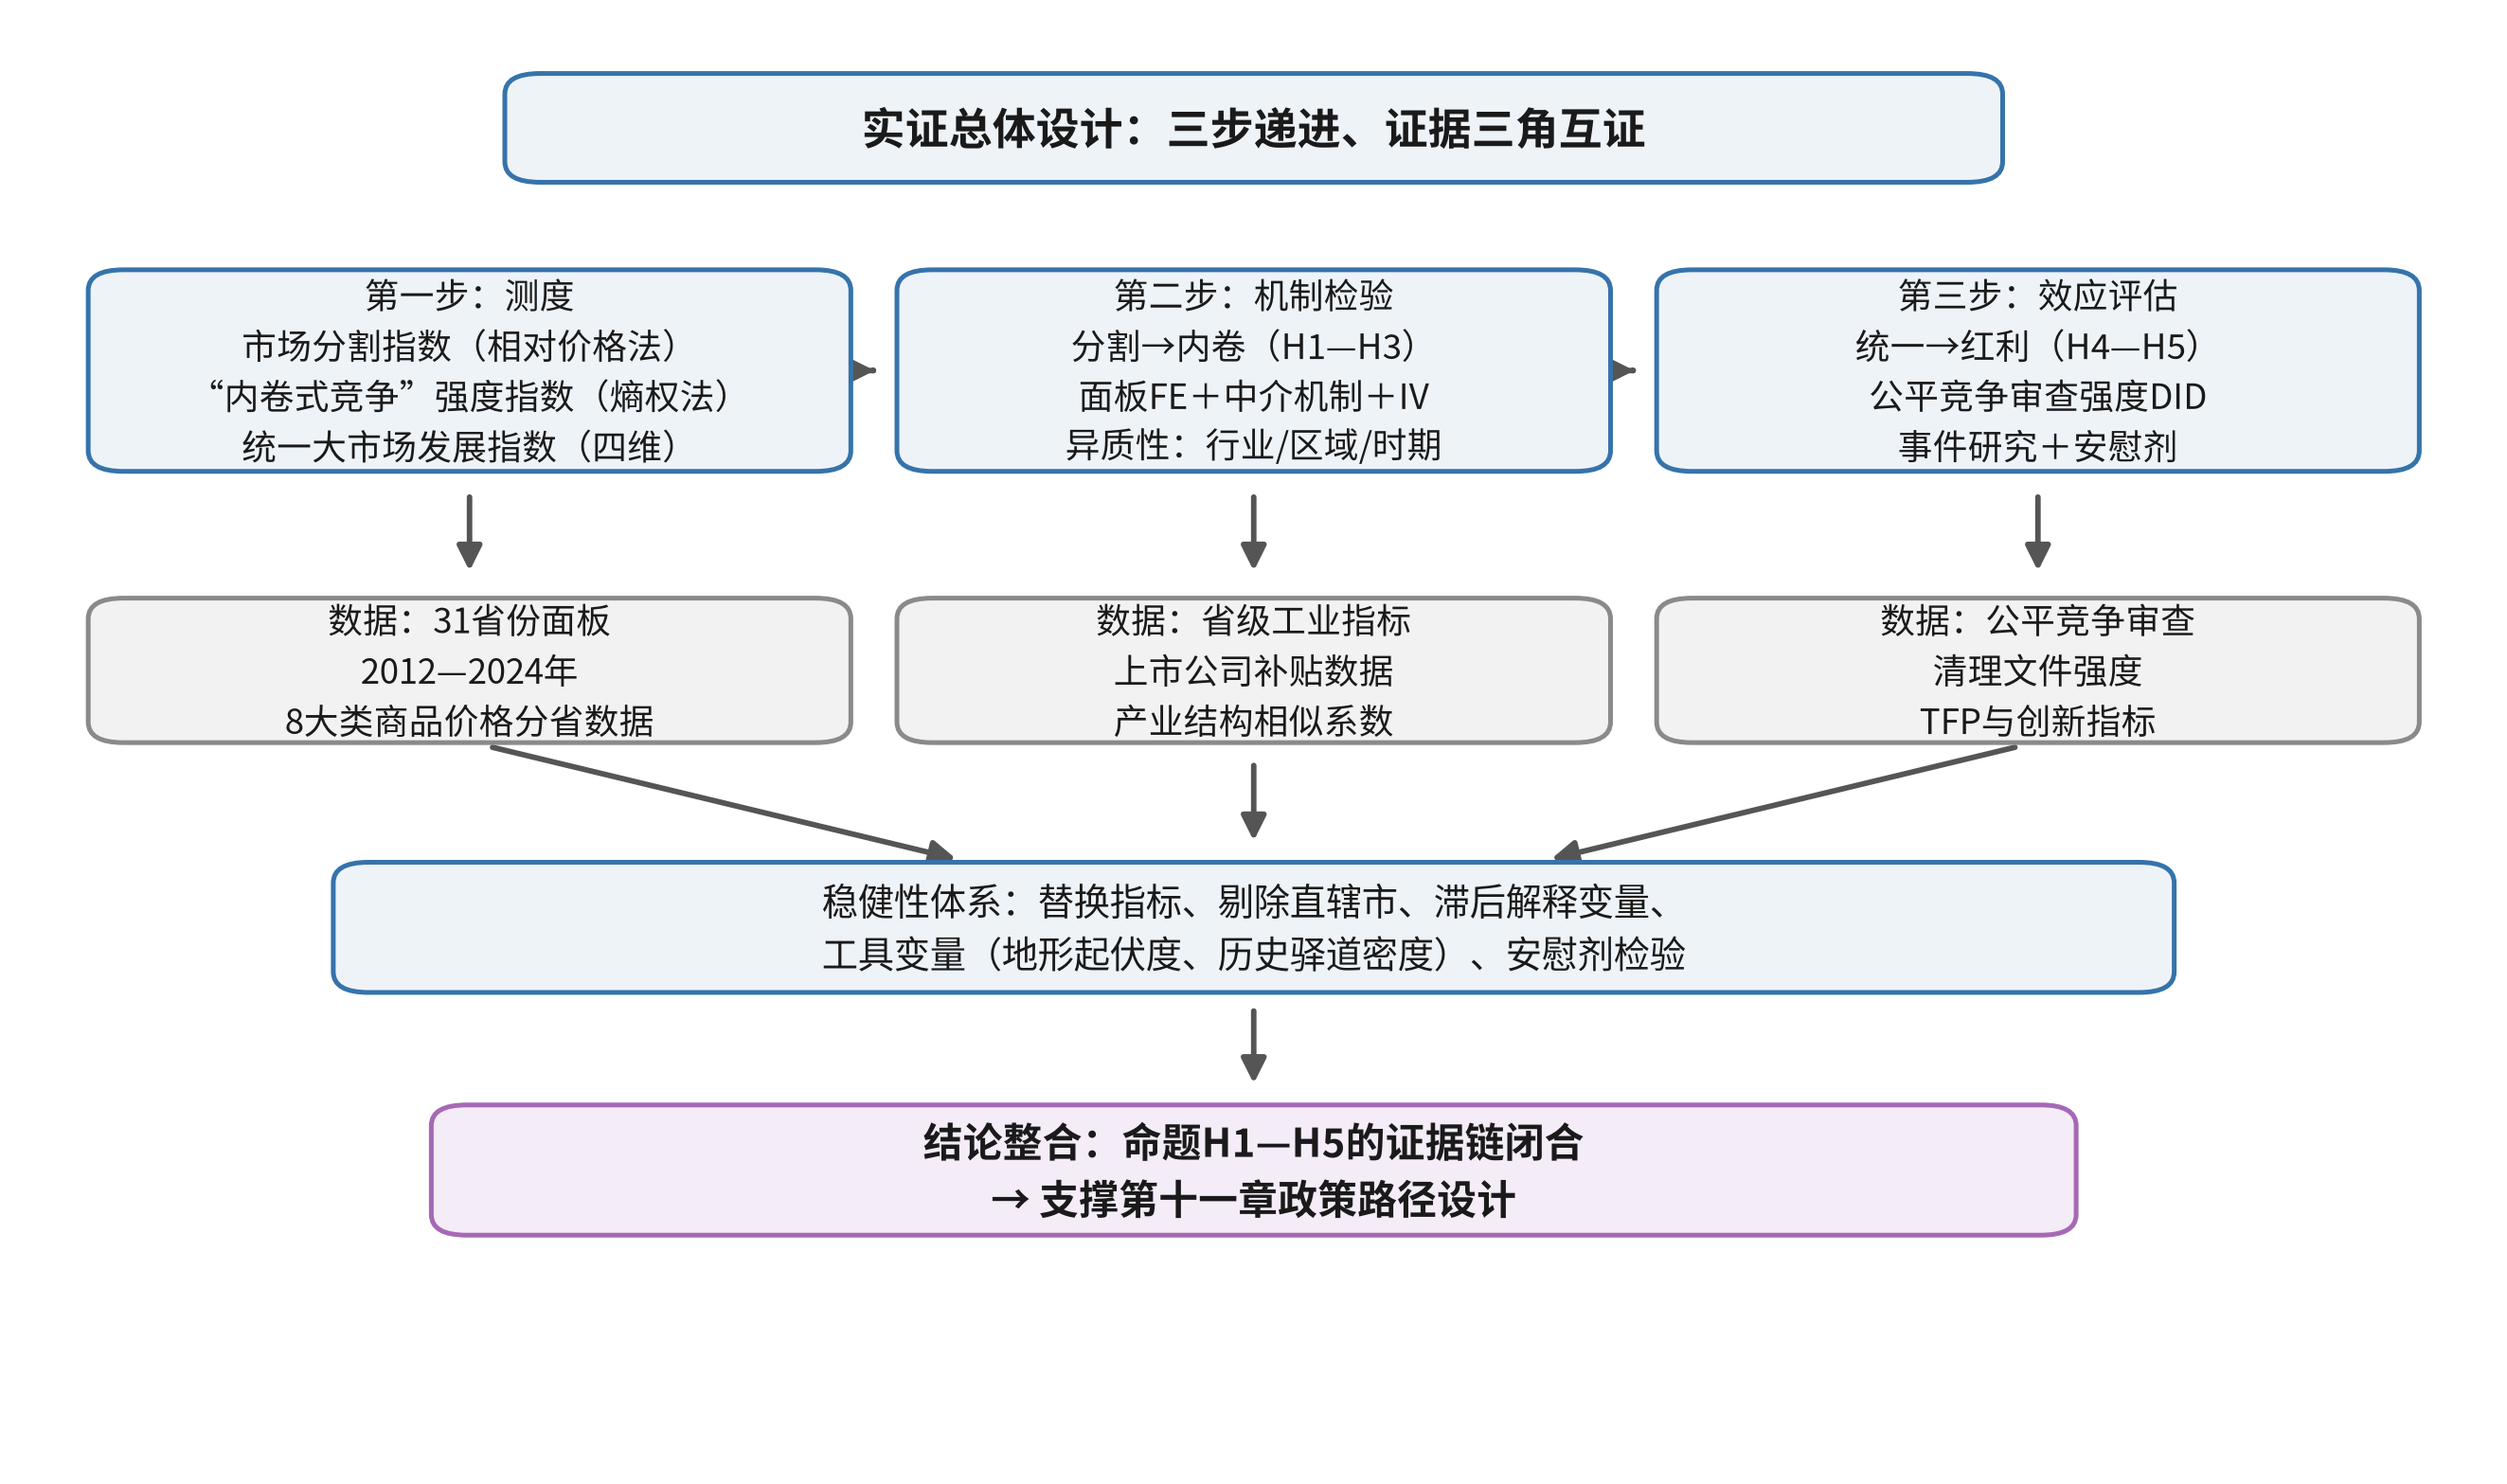 实证总体设计：三步递进、证据三角互证
第一步：测度
市场分割指数（相对价格法）
“内卷式竞争”强度指数（熵权法）
统一大市场发展指数（四维）
第二步：机制检验
分割→内卷（H1—H3）
面板FE＋中介机制＋IV
异质性：行业/区域/时期
第三步：效应评估
统一→红利（H4—H5）
公平竞争审查强度DID
事件研究＋安慰剂
数据：31省份面板
2012—2024年
8大类商品价格分省数据
数据：省级工业指标
上市公司补贴数据
产业结构相似系数
数据：公平竞争审查
清理文件强度
TFP与创新指标
稳健性体系：替换指标、剔除直辖市、滞后解释变量、
工具变量（地形起伏度、历史驿道密度）、安慰剂检验
结论整合：命题H1—H5的证据链闭合
→ 支撑第十一章政策路径设计